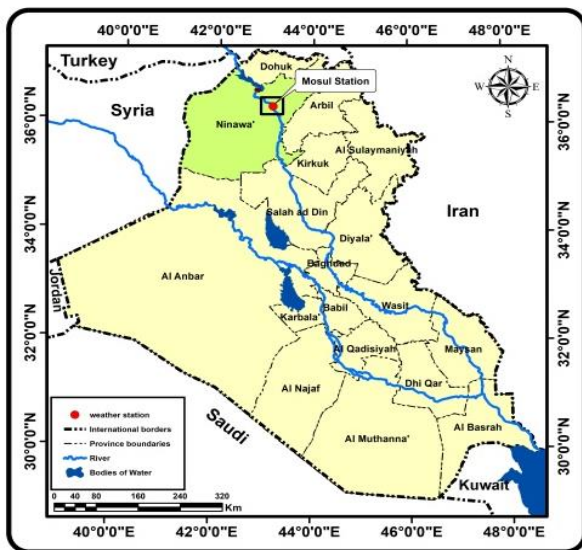 40°0'0"E
42°0'0"E
44°0'0"E
46°0'0"E
48°0'0"E
Turkey
Dohuk
Mosul Station
N
W
E
S
Syria
36°0'0"N
36°0'0"N
Ninawa'
Arbil
Al Sulaymaniyah
Kirkuk
Iran
34°0'0"N
34°0'0"N
Salah ad Din
Diyala'
Baghdad
Al Anbar
Jordan
Wasit
Babil
Karbala'
32°0'0"N
32°0'0"N
Al Qadisiyah
Maysan
Dhi Qar
Al Najaf
Al Basrah
Al Muthanna'
Saudi
30°0'0"N
30°0'0"N
Kuwait
weather station
International borders
Province boundaries
River
Bodies of Water
0 40 80 160 240 320
Km
40°0'0"E
42°0'0"E
44°0'0"E
46°0'0"E
48°0'0"E